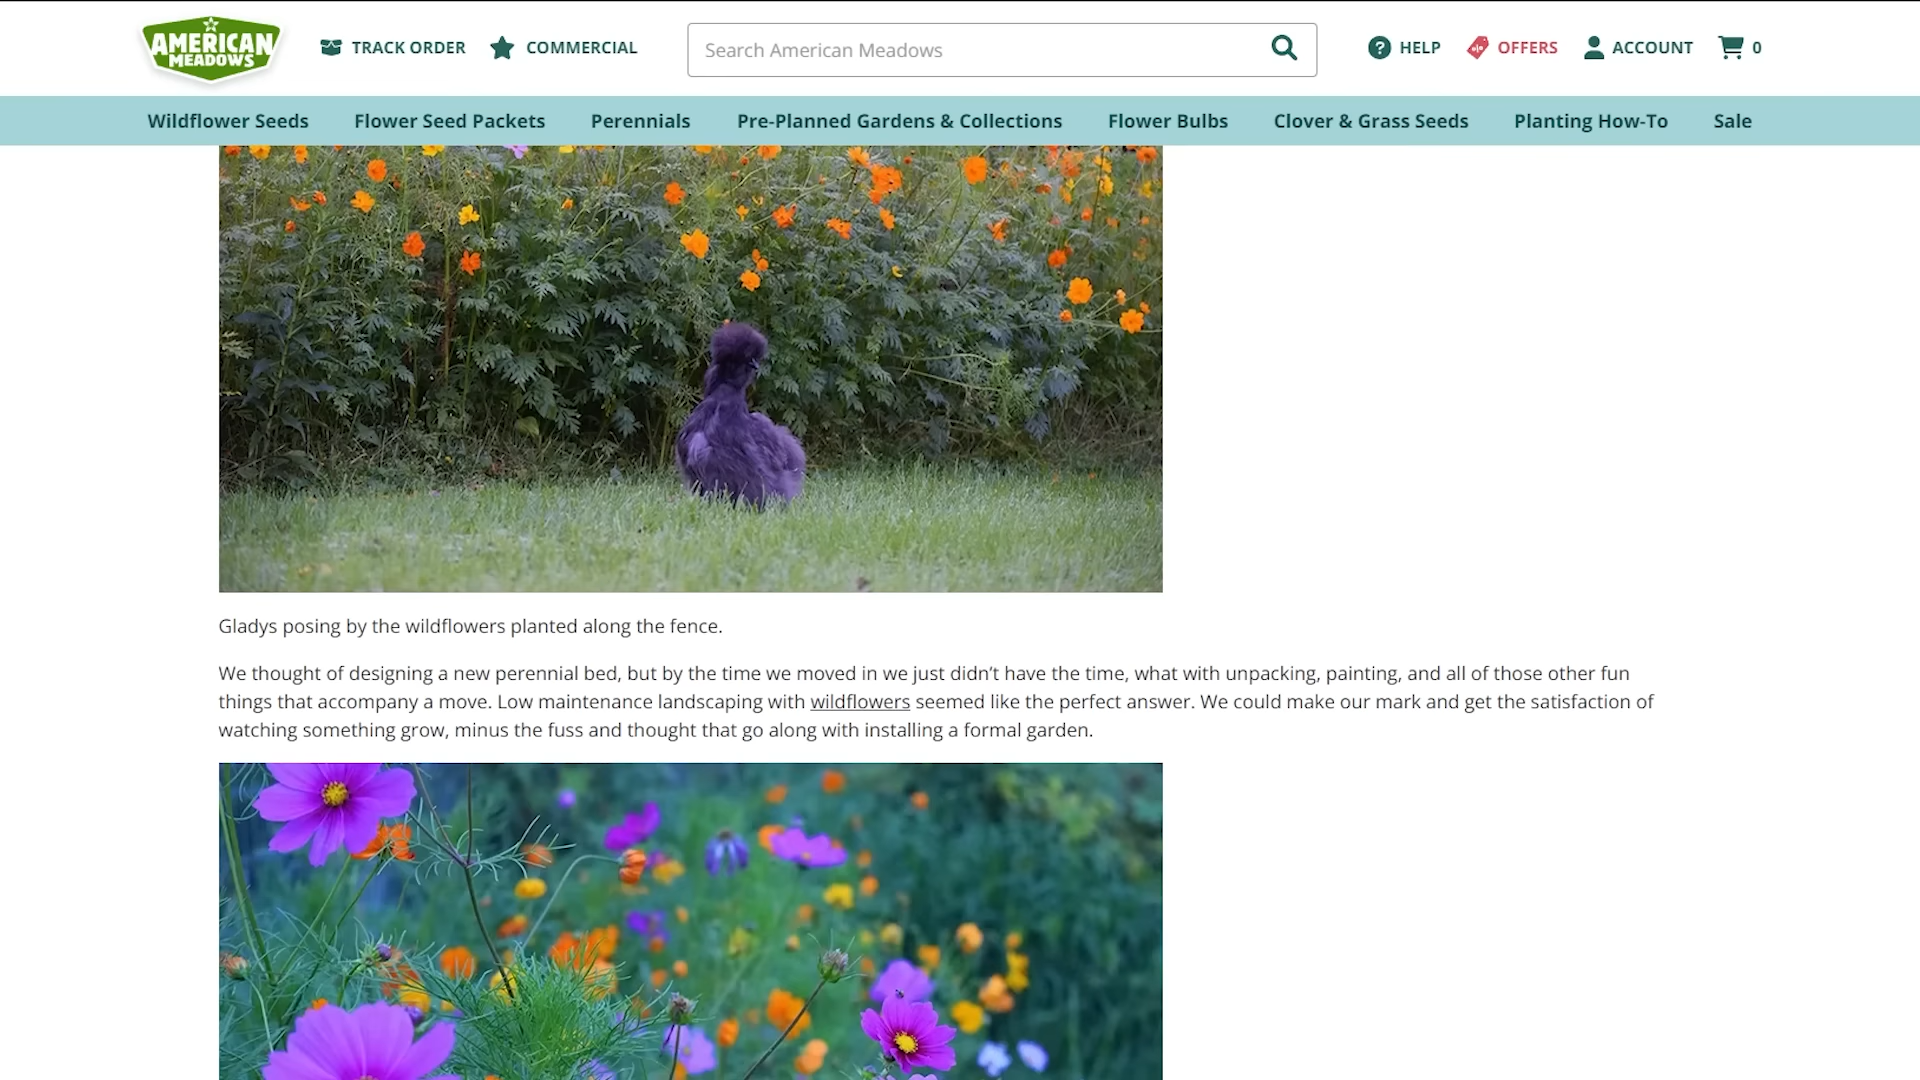 AMERICAN
MEADOWS
TRACK ORDER
COMMERCIAL
Search American Meadows
HELP
OFFERS
ACCOUNT
0
Wildflower Seeds
Flower Seed Packets
Perennials
Pre-Planned Gardens & Collections
Flower Bulbs
Clover & Grass Seeds
Planting How-To
Sale
Gladys posing by the wildflowers planted along the fence.
We thought of designing a new perennial bed, but by the time we moved in we just didn’t have the time, what with unpacking, painting, and all of those other fun
things that accompany a move. Low maintenance landscaping with wildflowers seemed like the perfect answer. We could make our mark and get the satisfaction of
watching something grow, minus the fuss and thought that go along with installing a formal garden.